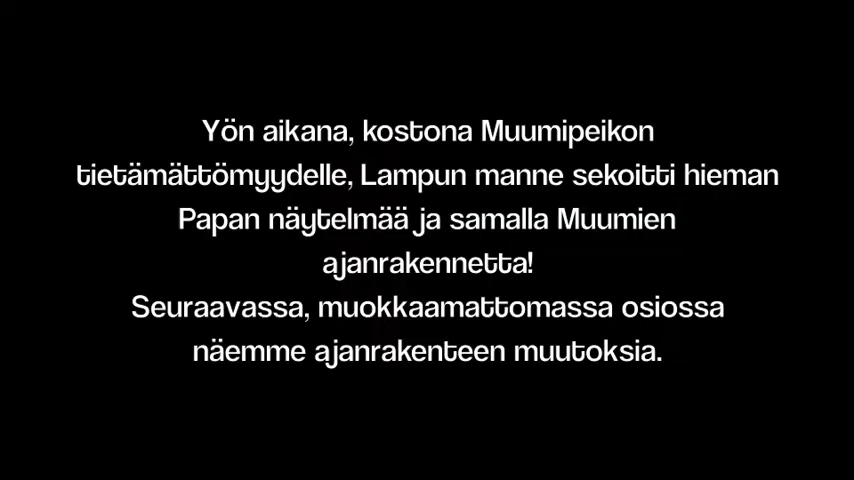 Yön aikana, kostona Muumipeikon
tietämättömyydelle, Lampun manne sekoitti hieman
Papan näytelmää ja samalla Muumien
ajanrakennetta!
Seuraavassa, muokkaamattomassa osiossa
näemme ajanrakenteen muutoksia.